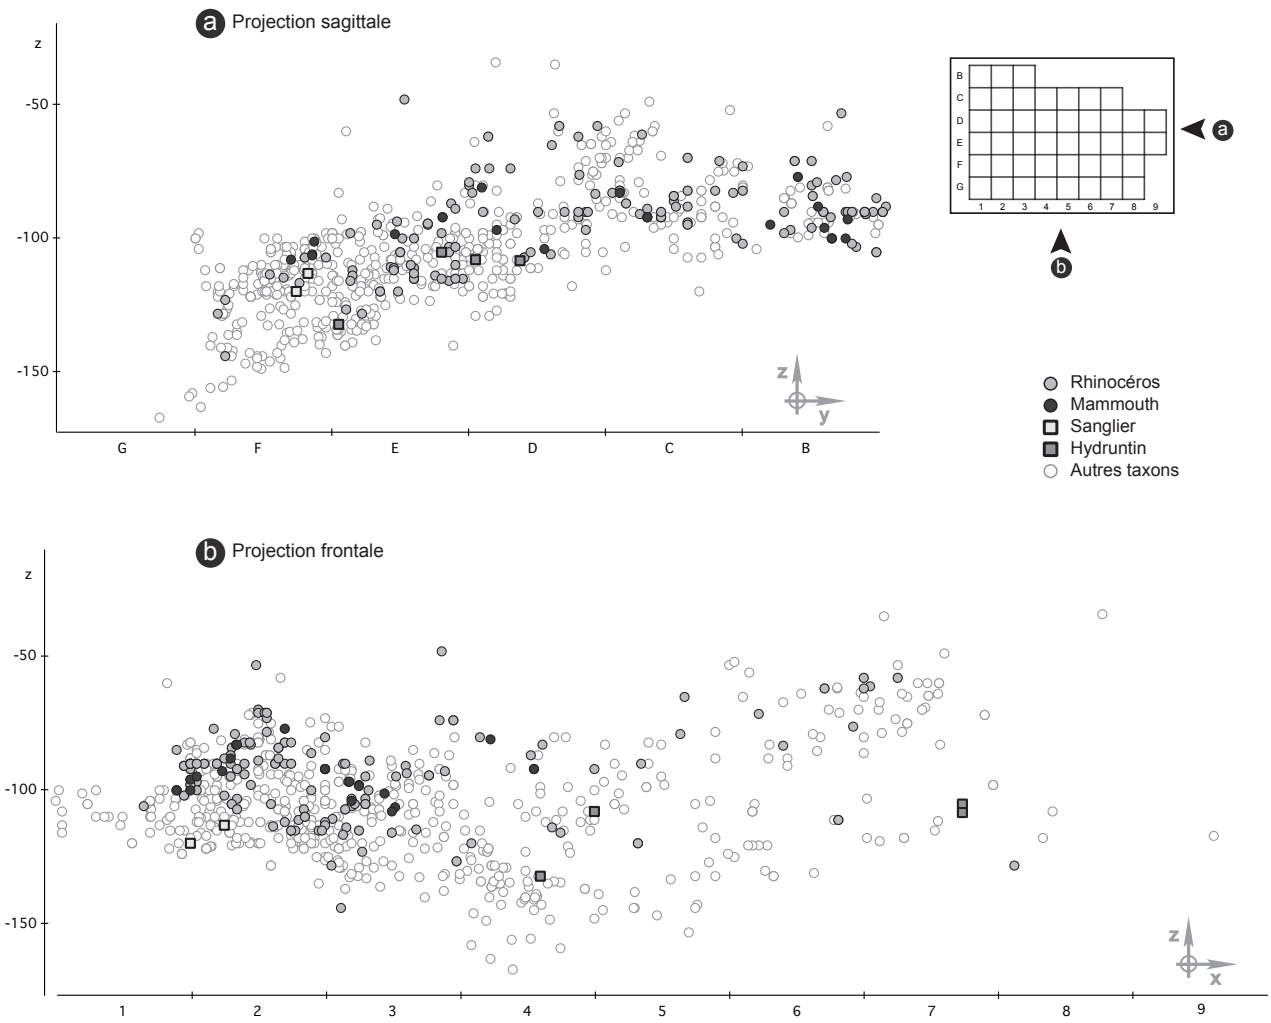 a Projection sagittale
z
-50
-100
-150
G F E D C B
z
y
B
C
D
E
F
G
1 2 3 4 5 6 7 8 9
a
b
Rhinocéros
Mammouth
Sanglier
Hydruntin
Autres taxons
b Projection frontale
z
-50
-100
-150
1 2 3 4 5 6 7 8 9
z
x